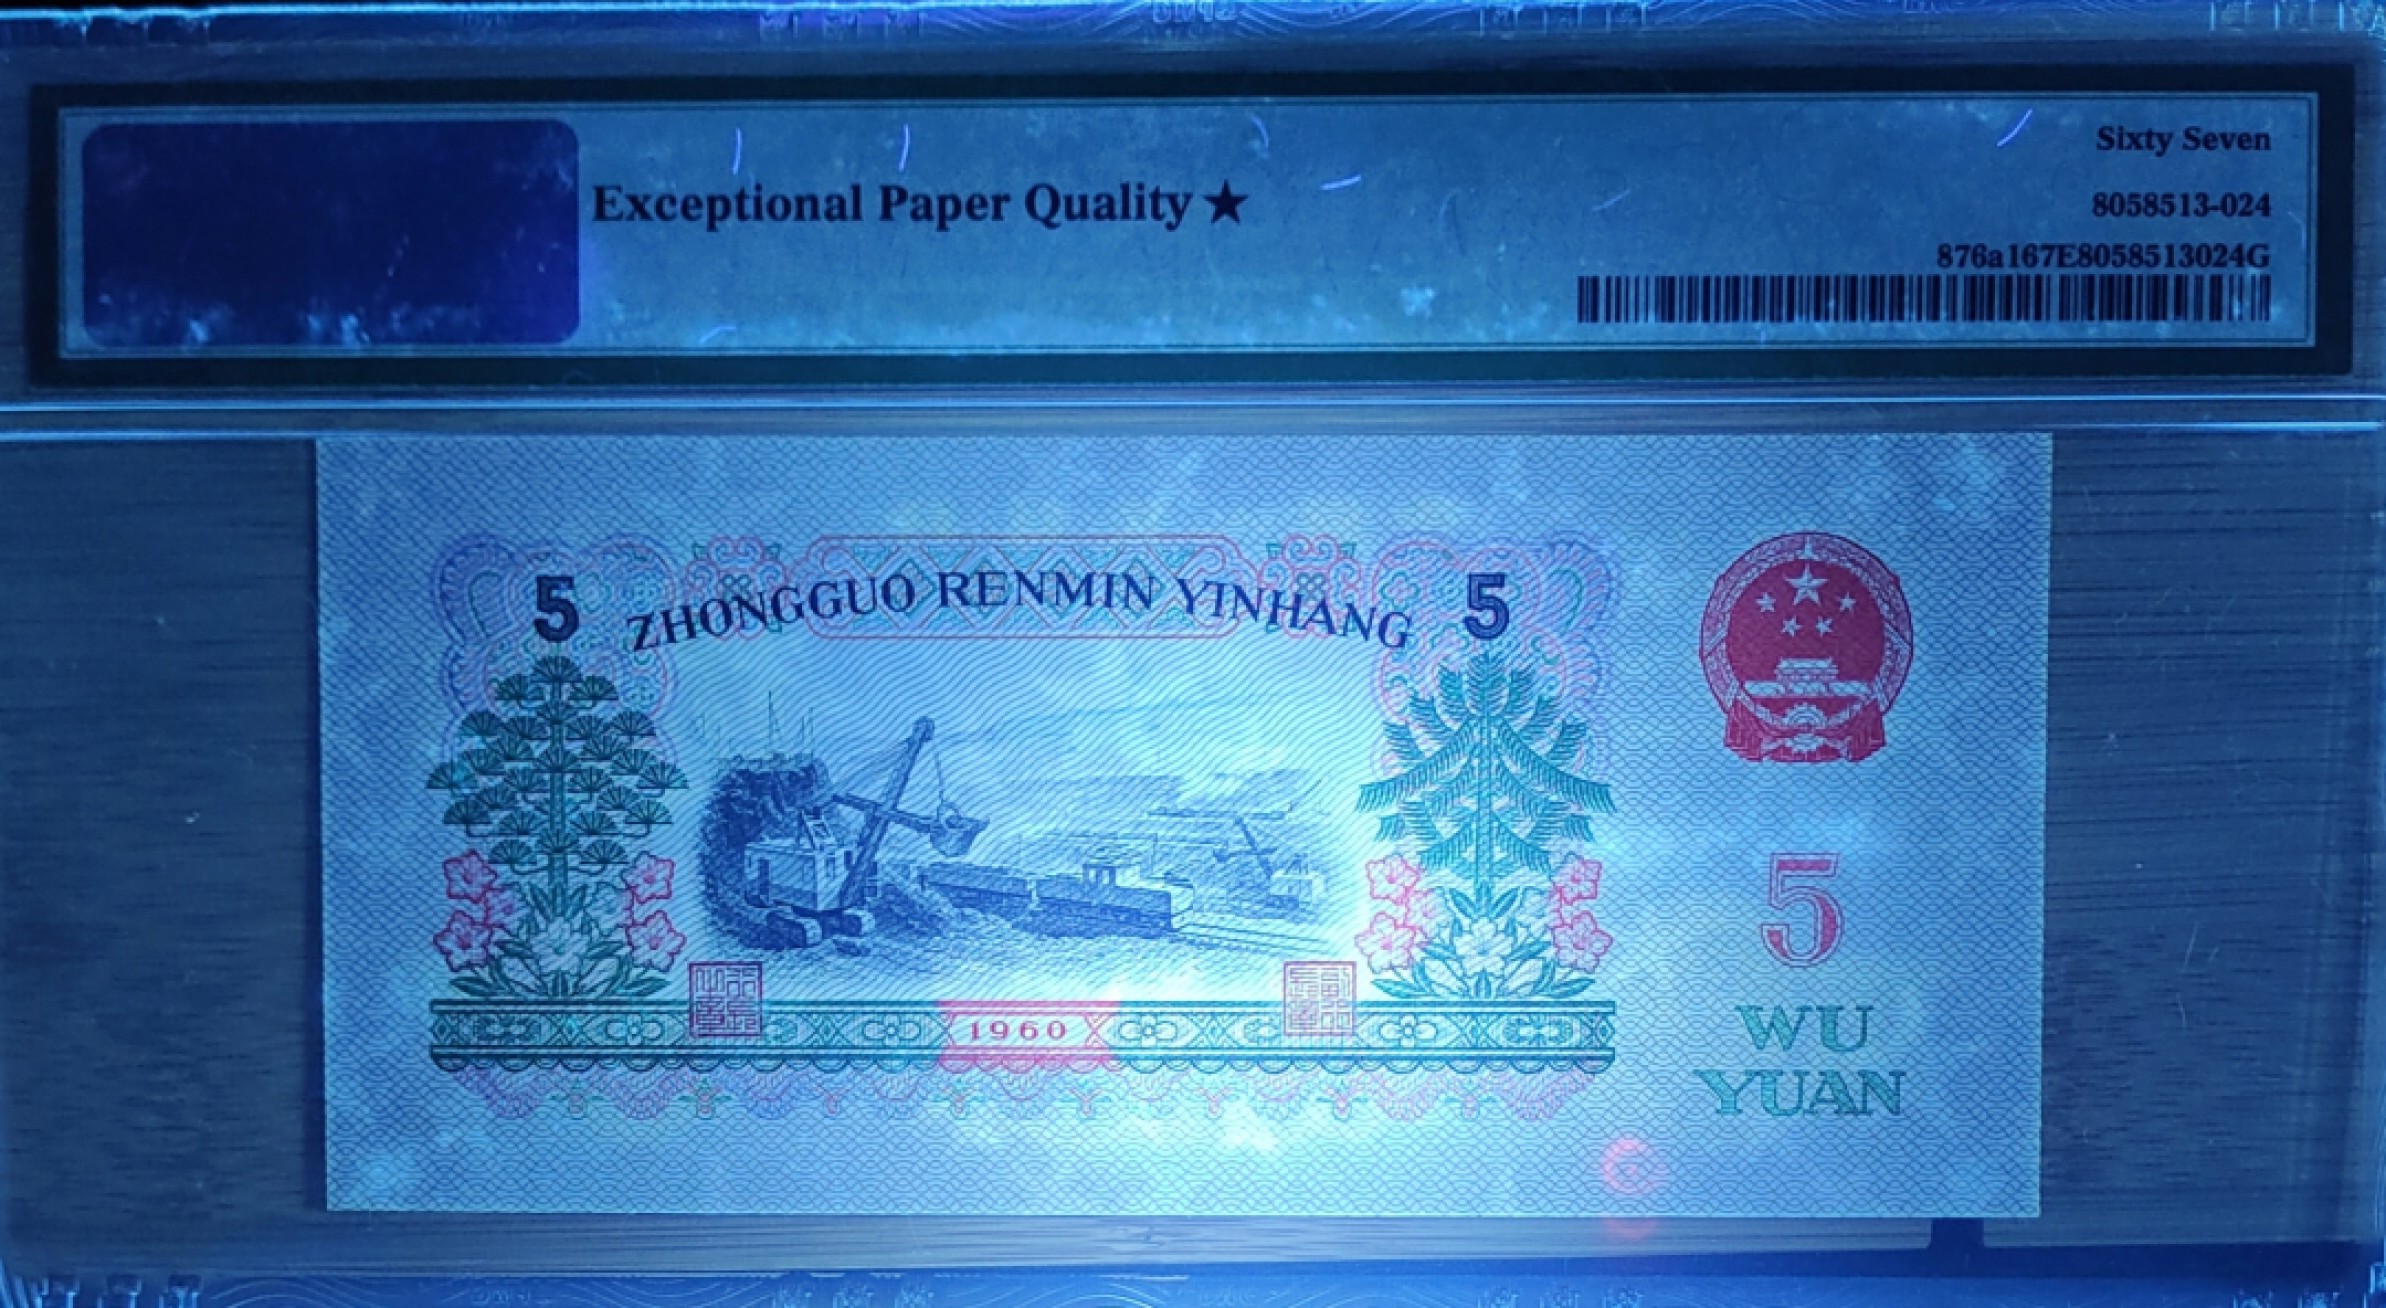 Sixty Seven
Exceptional Paper Quality ★
8058513-024
876a167E8058513024G
5 ZHONGGUO RENMIN YINHANG 5
1960
5
WU
YUAN